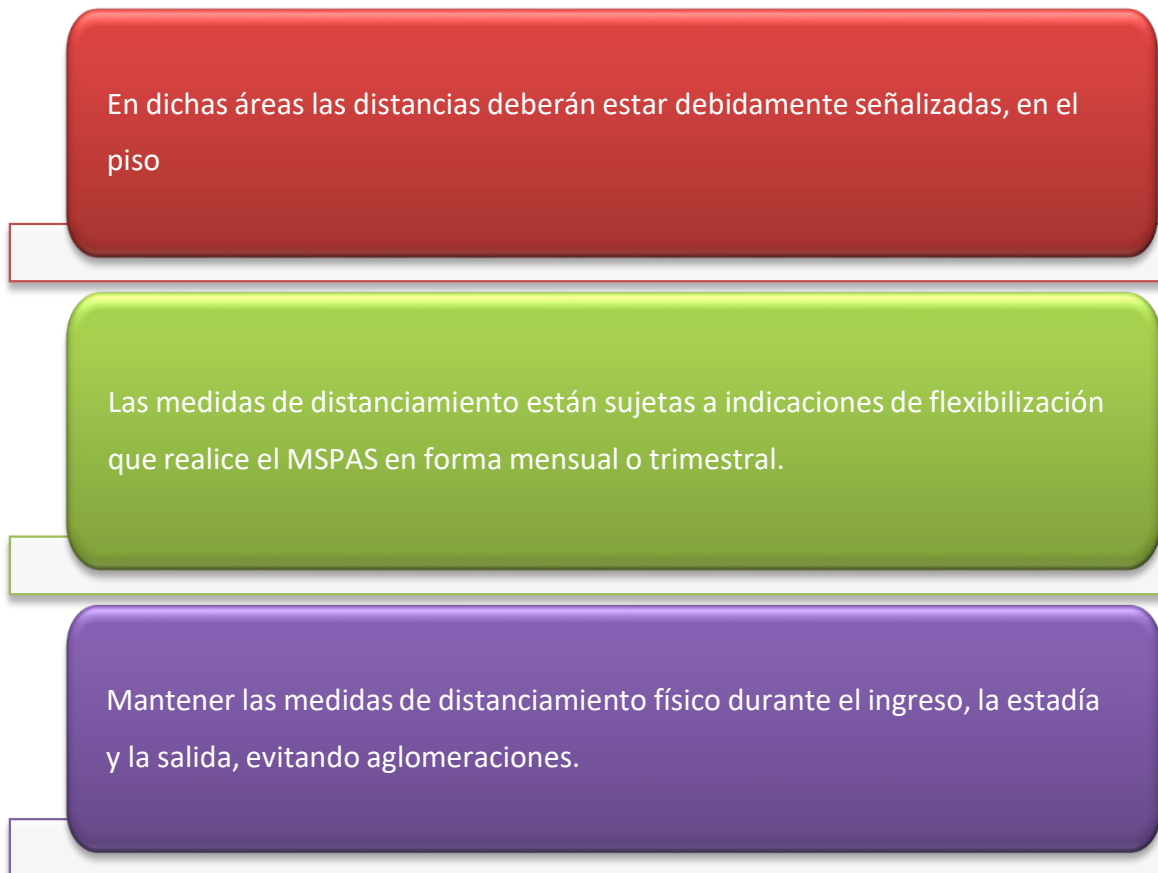 En dichas áreas las distancias deberán estar debidamente señalizadas, en el
piso
Las medidas de distanciamiento están sujetas a indicaciones de flexibilización
que realice el MSPAS en forma mensual o trimestral.
Mantener las medidas de distanciamiento físico durante el ingreso, la estadía
y la salida, evitando aglomeraciones.